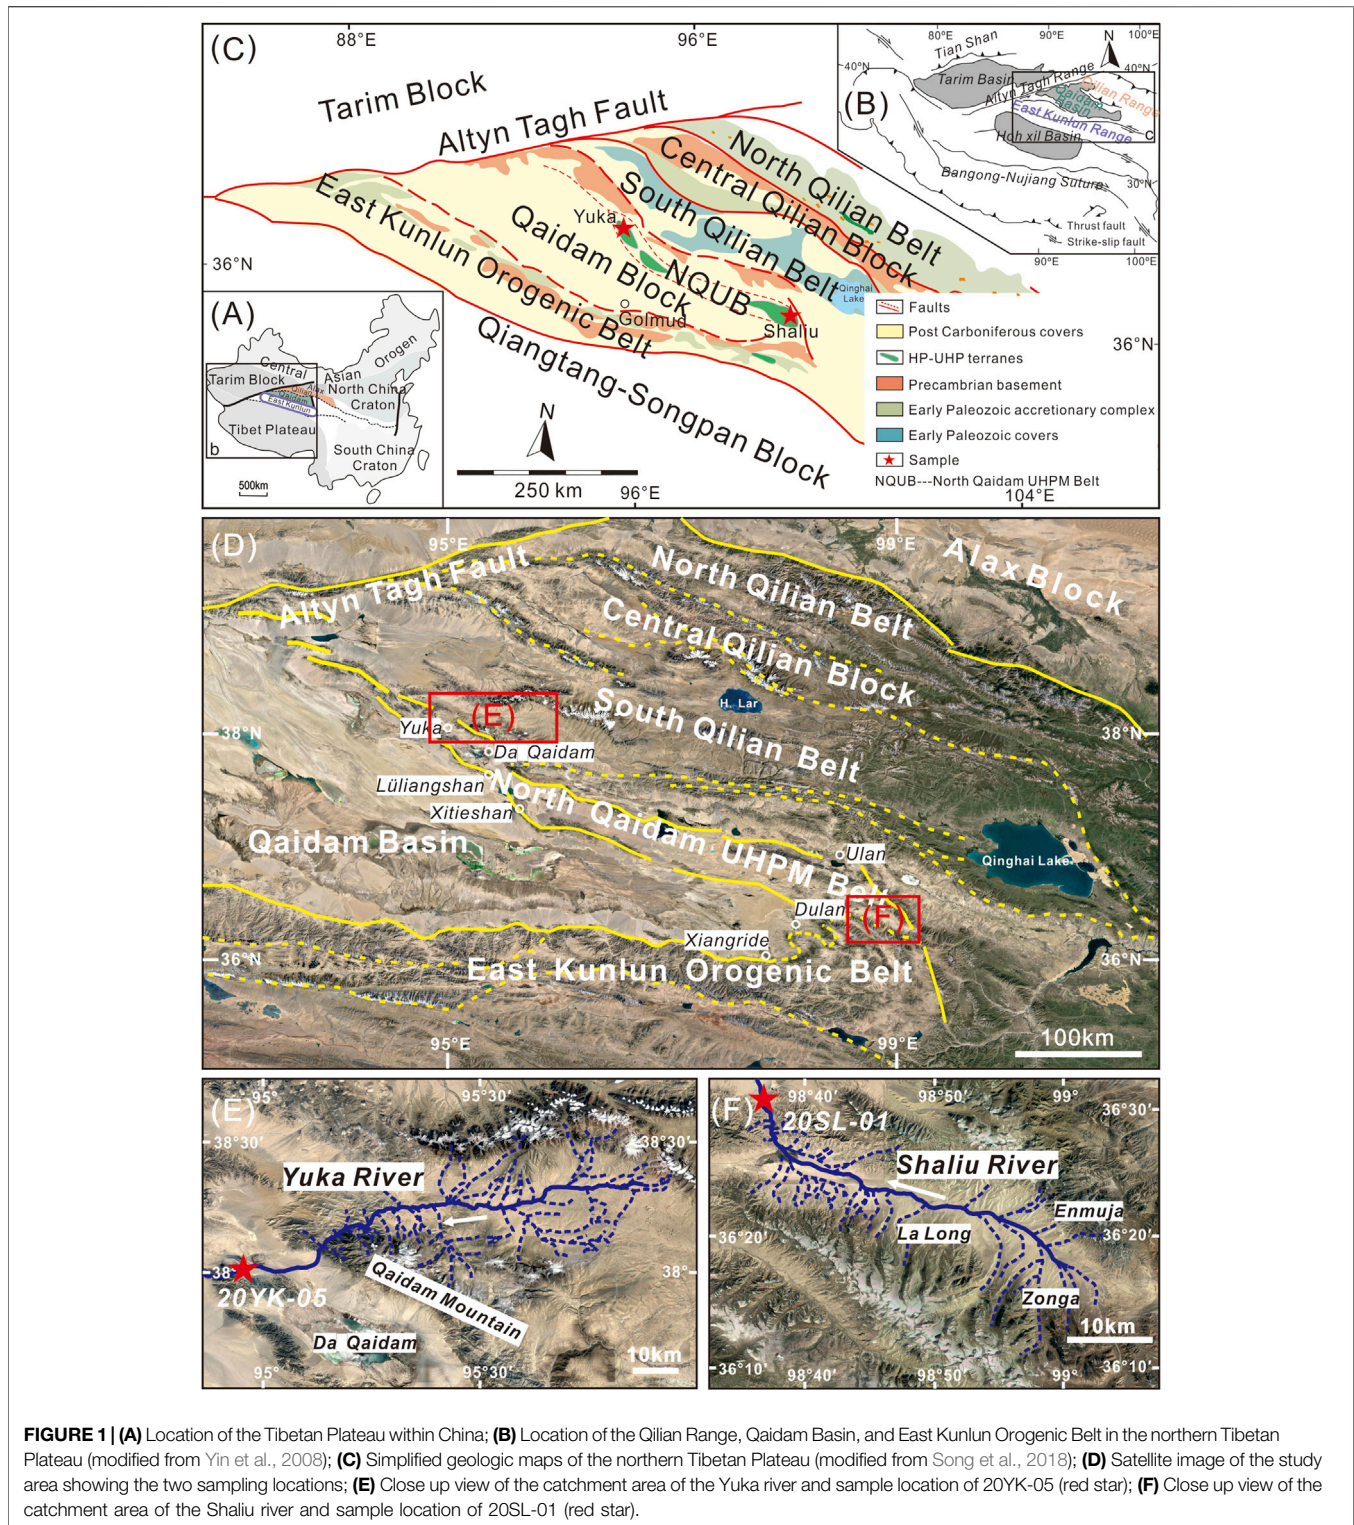 (C)
88°E
96°E
Tarim Block
Altyn Tagh Fault
North Qilian Belt
Central Qilian Block
South Qilian Belt
Yuka
East Kunlun Orogenic Belt
Qaidam Block
NQUB
Qinghai
Lake
36°N
Golmud
Shaliu
36°N
Qiangtang-Songpan Block
N
250 km
96°E
104°E
Faults
Post Carboniferous covers
HP-UHP terranes
Precambrian basement
Early Paleozoic accretionary complex
Early Paleozoic covers
Sample
NQUB---North Qaidam UHPM Belt
(B)
80°E
90°E
100°E
N
Tian Shan
40°N
40°N
Tarim Basin
Altyn Tagh Range
Qilian Range
Qaidam
Basin
East Kunlun Range
c
Hoh xil Basin
Bangong-Nujiang Suture
30°N
Thrust fault
Strike-slip fault
90°E
100°E
(A)
Central Asian Orogen
Tarim Block
Alax
Qilian
North China
Craton
Qaidam
East Kunlun
Tibet Plateau
b
South China
Craton
500km
(D)
95°E
99°E
Alax Block
Altyn Tagh Fault
North Qilian Belt
Central Qilian Block
H. Lar
South Qilian Belt
(E)
Yuka
38°N
38°N
Da Qaidam
Lüliangshan
Xitieshan
North Qaidam UHPM Belt
Qaidam Basin
Ulan
Qinghai Lake
Dulan
(F)
Xiangride
36°N
36°N
East Kunlun Orogenic Belt
95°E
99°E
100km
(E)
95°
95°30′
38°30′
38°30′
Yuka River
38°
38°
20YK-05
Qaidam Mountain
Da Qaidam
95°
95°30′
10km
(F)
98°40′
98°50′
99°
36°30′
20SL-01
Shaliu River
Enmuja
La Long
36°20′
36°20′
Zonga
10km
36°10′
36°10′
98°40′
98°50′
99°
FIGURE 1 | (A) Location of the Tibetan Plateau within China; (B) Location of the Qilian Range, Qaidam Basin, and East Kunlun Orogenic Belt in the northern Tibetan
Plateau (modified from Yin et al., 2008); (C) Simplified geologic maps of the northern Tibetan Plateau (modified from Song et al., 2018); (D) Satellite image of the study
area showing the two sampling locations; (E) Close up view of the catchment area of the Yuka river and sample location of 20YK-05 (red star); (F) Close up view of the
catchment area of the Shaliu river and sample location of 20SL-01 (red star).